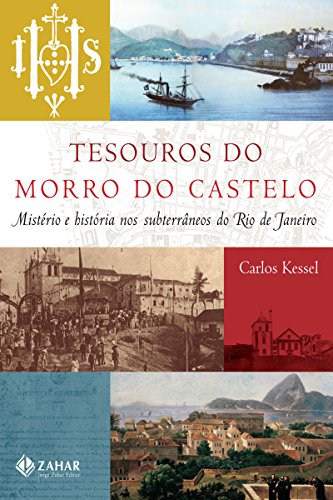 IHS
TESOUROS DO
MORRO DO CASTELO
Mistério e história nos subterrâneos do Rio de Janeiro
Carlos Kessel
ZAHAR
Jorge Zahar Editor